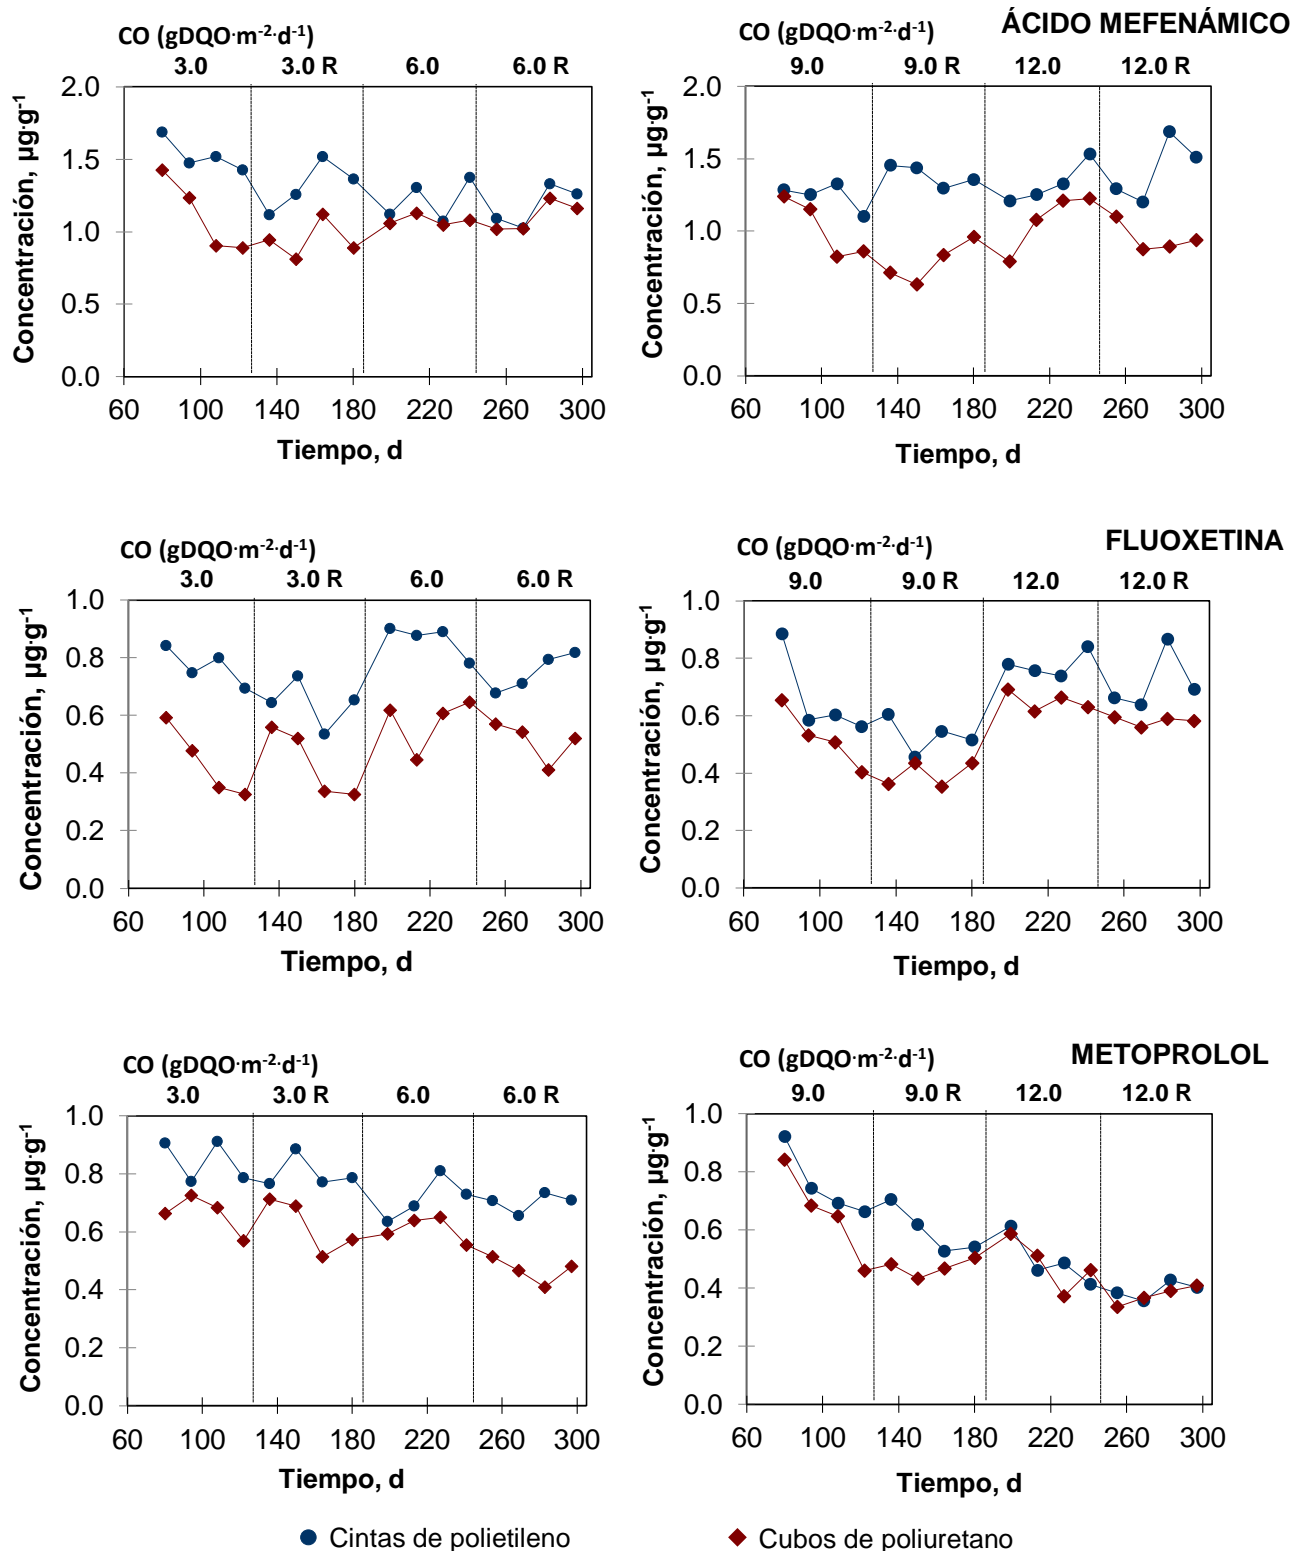 ÁCIDO MEFENÁMICO
CO (gDQO·m-2·d-1)
3.0 3.0 R 6.0 6.0 R
2.0
1.5
1.0
0.5
0.0
Concentración, µg·g-1
60 100 140 180 220 260 300
Tiempo, d
CO (gDQO·m-2·d-1)
9.0 9.0 R 12.0 12.0 R
2.0
1.5
1.0
0.5
0.0
Concentración, µg·g-1
60 100 140 180 220 260 300
Tiempo, d
FLUOXETINA
CO (gDQO·m-2·d-1)
3.0 3.0 R 6.0 6.0 R
1.0
0.8
0.6
0.4
0.2
0.0
Concentración, µg·g-1
60 100 140 180 220 260 300
Tiempo, d
CO (gDQO·m-2·d-1)
9.0 9.0 R 12.0 12.0 R
1.0
0.8
0.6
0.4
0.2
0.0
Concentración, µg·g-1
60 100 140 180 220 260 300
Tiempo, d
METOPROLOL
CO (gDQO·m-2·d-1)
3.0 3.0 R 6.0 6.0 R
1.0
0.8
0.6
0.4
0.2
0.0
Concentración, µg·g-1
60 100 140 180 220 260 300
Tiempo, d
CO (gDQO·m-2·d-1)
9.0 9.0 R 12.0 12.0 R
1.0
0.8
0.6
0.4
0.2
0.0
Concentración, µg·g-1
60 100 140 180 220 260 300
Tiempo, d
Cintas de polietileno
Cubos de poliuretano